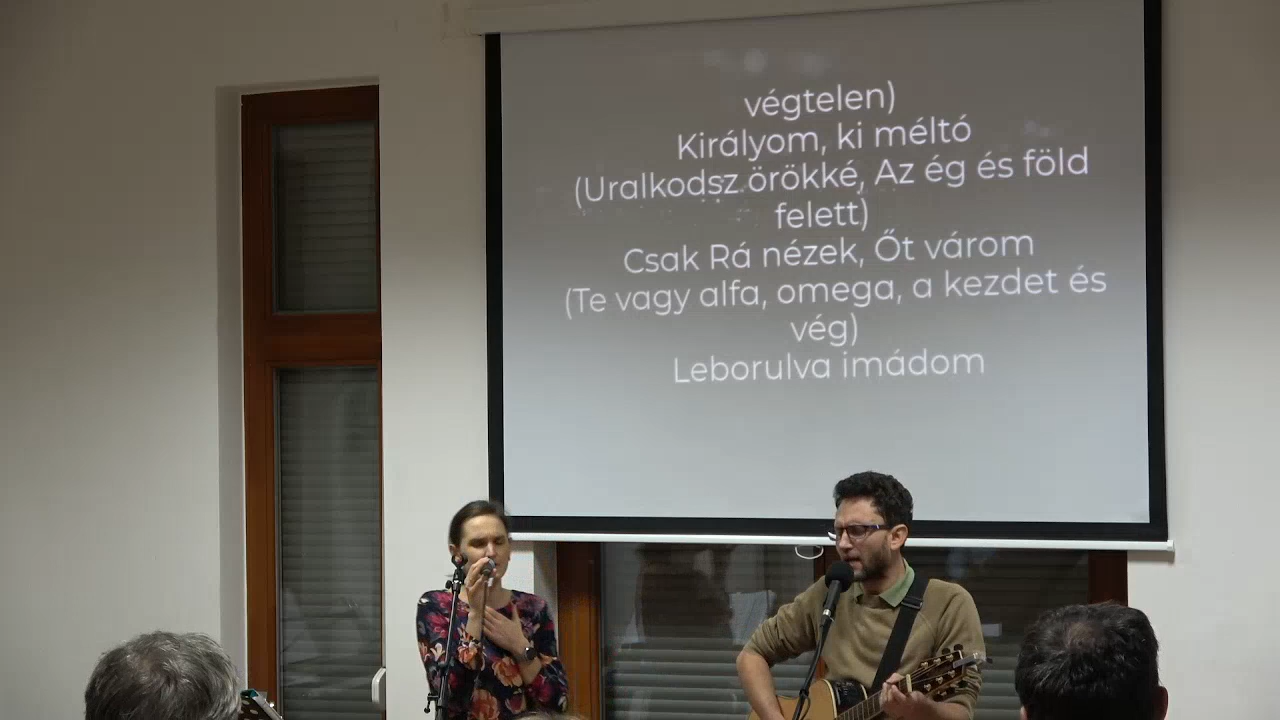 végtelen)
Királyom, ki méltó
(Uralkodsz örökké, Az ég és föld
felett)
Csak Rá nézek, Őt várom
(Te vagy alfa, omega, a kezdet és
vég)
Leborulva imádom